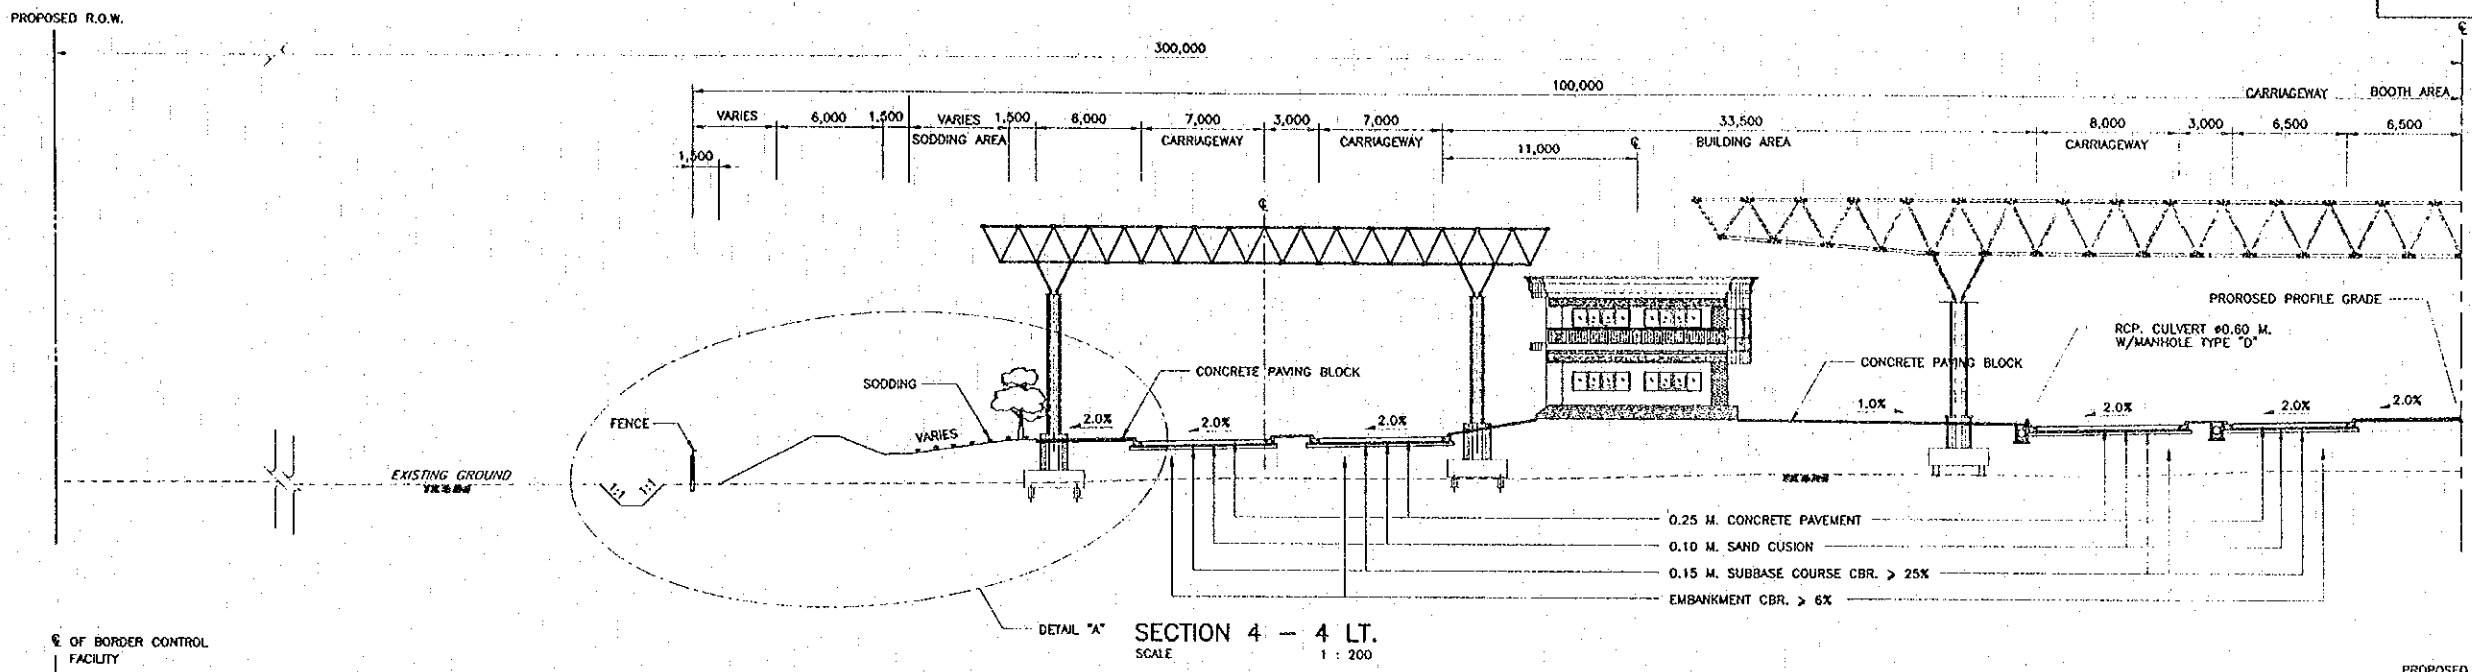 PROPOSED R.O.W.
℄
300,000
100,000
CARRIAGEWAY BOOTH AREA
VARIES 6,000 1,500 VARIES 1,500 6,000 7,000 3,000 7,000 33,500 8,000 3,000 6,500 6,500
SODDING AREA CARRIAGEWAY CARRIAGEWAY BUILDING AREA CARRIAGEWAY
1,500 11,000 ℄
℄
PROROSED PROFILE GRADE
RCP. CULVERT ø0.60 M.
W/MANHOLE TYPE "D"
CONCRETE PAVING BLOCK
CONCRETE PAVING BLOCK
SODDING
FENCE
VARIES
2.0% 2.0% 2.0% 1.0% 2.0% 2.0% 2.0%
EXISTING GROUND
1:1 1:1
0.25 M. CONCRETE PAVEMENT
0.10 M. SAND CUSION
0.15 M. SUBBASE COURSE CBR. > 25%
EMBANKMENT CBR. > 6%
DETAIL "A"
SECTION 4 - 4 LT.
SCALE 1 : 200
℄ OF BORDER CONTROL
FACILITY
PROPOSED